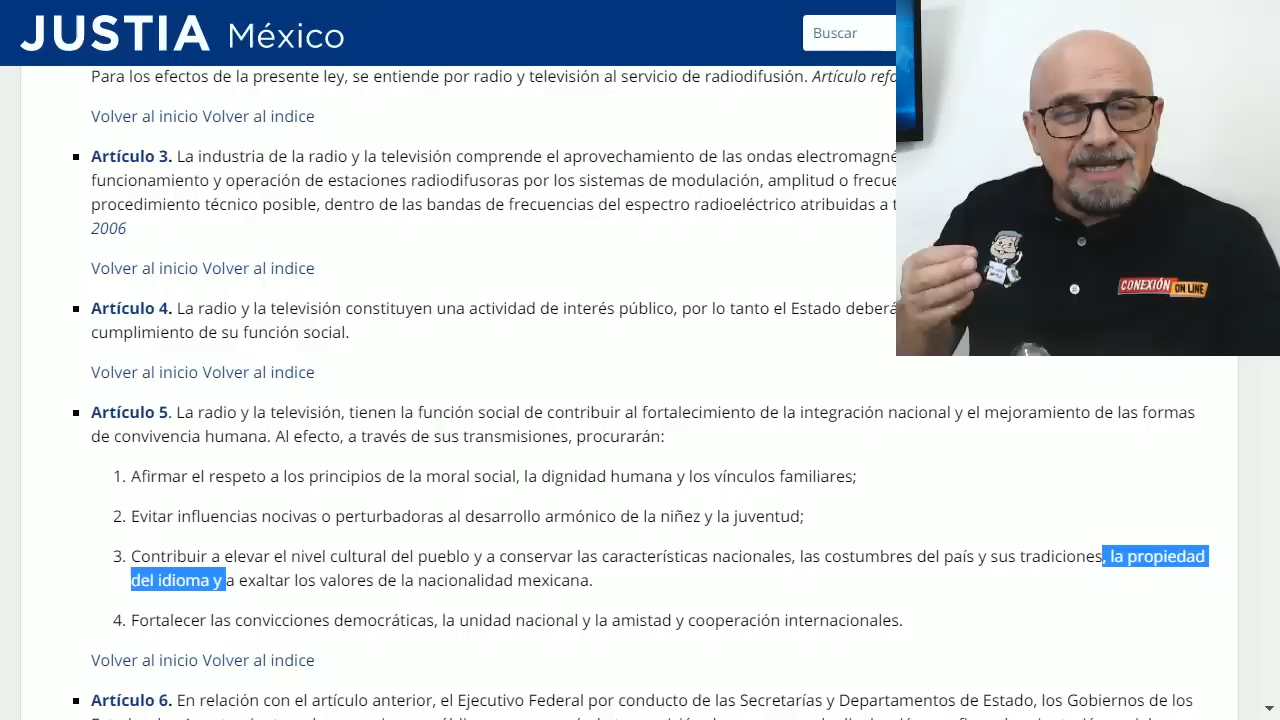 JUSTIA México
Buscar
Para los efectos de la presente ley, se entiende por radio y televisión al servicio de radiodifusión. Artículo refo
Volver al inicio Volver al indice
Artículo 3. La industria de la radio y la televisión comprende el aprovechamiento de las ondas electromagné
funcionamiento y operación de estaciones radiodifusoras por los sistemas de modulación, amplitud o frecue
procedimiento técnico posible, dentro de las bandas de frecuencias del espectro radioeléctrico atribuidas a t
2006
Volver al inicio Volver al indice
Artículo 4. La radio y la televisión constituyen una actividad de interés público, por lo tanto el Estado deberá
cumplimiento de su función social.
Volver al inicio Volver al indice
Artículo 5. La radio y la televisión, tienen la función social de contribuir al fortalecimiento de la integración nacional y el mejoramiento de las formas
de convivencia humana. Al efecto, a través de sus transmisiones, procurarán:
1. Afirmar el respeto a los principios de la moral social, la dignidad humana y los vínculos familiares;
2. Evitar influencias nocivas o perturbadoras al desarrollo armónico de la niñez y la juventud;
3. Contribuir a elevar el nivel cultural del pueblo y a conservar las características nacionales, las costumbres del país y sus tradiciones, la propiedad
del idioma y a exaltar los valores de la nacionalidad mexicana.
4. Fortalecer las convicciones democráticas, la unidad nacional y la amistad y cooperación internacionales.
Volver al inicio Volver al indice
Artículo 6. En relación con el artículo anterior, el Ejecutivo Federal por conducto de las Secretarías y Departamentos de Estado, los Gobiernos de los
CONEXIÓN ON LINE